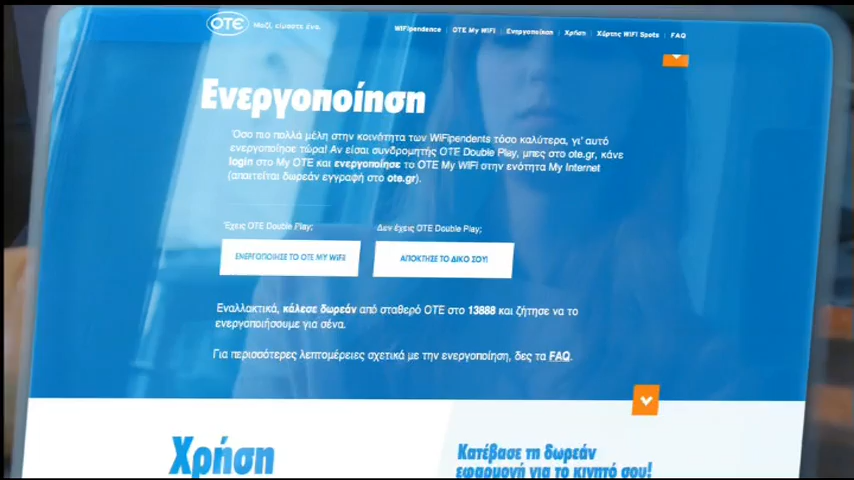 OTE Μαζί, είμαστε ένα.
WiFipendence | OTE My WiFi | Ενεργοποίηση | Χρήση | Χάρτης WiFi Spots | FAQ
Ενεργοποίηση
Όσο πιο πολλά μέλη στην κοινότητα των WiFipendents τόσο καλύτερα, γι' αυτό
ενεργοποίησε τώρα! Αν είσαι συνδρομητής OTE Double Play, μπες στο ote.gr, κάνε
login στο My OTE και ενεργοποίησε το OTE My WiFi στην ενότητα My Internet
(απαιτείται δωρεάν εγγραφή στο ote.gr).
Έχεις OTE Double Play;
Δεν έχεις OTE Double Play;
ΕΝΕΡΓΟΠΟΙΗΣΕ ΤΟ OTE MY WIFI
ΑΠΟΚΤΗΣΕ ΤΟ ΔΙΚΟ ΣΟΥ!
Εναλλακτικά, κάλεσε δωρεάν από σταθερό OTE στο 13888 και ζήτησε να το
ενεργοποιήσουμε για σένα.
Για περισσότερες λεπτομέρειες σχετικά με την ενεργοποίηση, δες τα FAQ.
Χρήση
Κατέβασε τη δωρεάν
εφαρμογή για το κινητό σου!